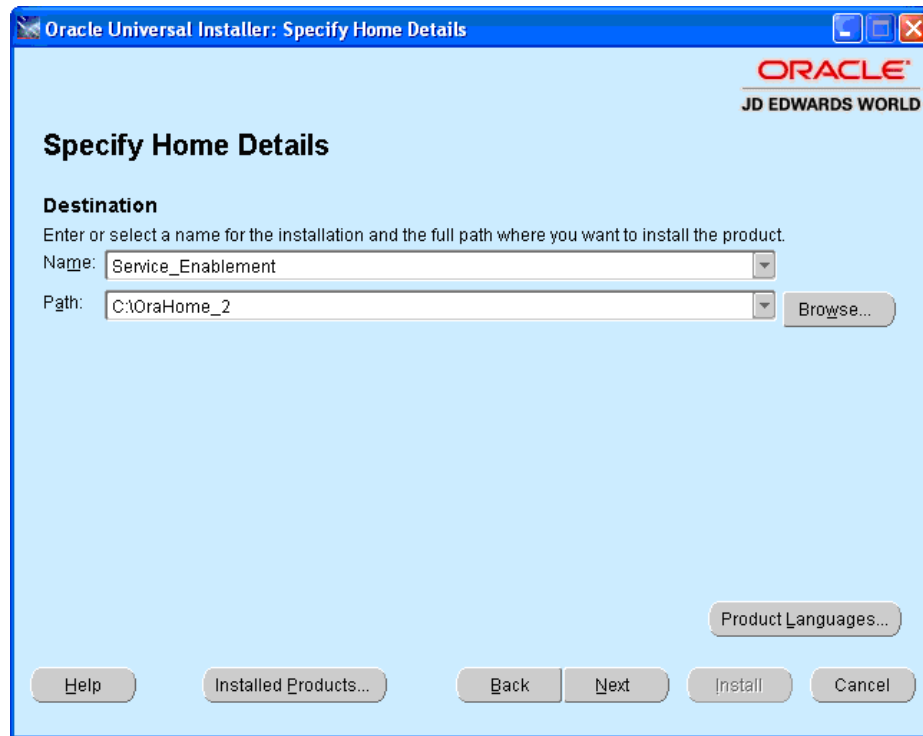 Oracle Universal Installer: Specify Home Details
ORACLE
JD EDWARDS WORLD
Specify Home Details
Destination
Enter or select a name for the installation and the full path where you want to install the product.
Name: Service_Enablement
Path: C:\OraHome_2 Browse...
Product Languages...
Help Installed Products... Back Next Install Cancel